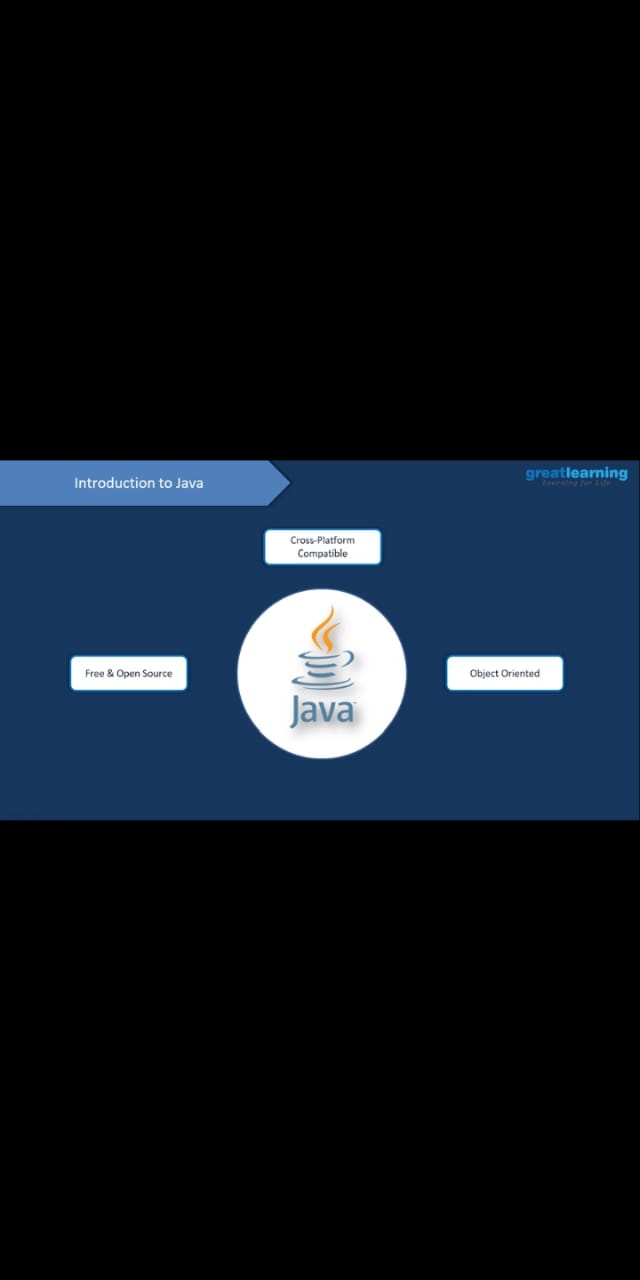 Introduction to Java
greatlearning
Learning for Life
Cross-Platform
Compatible
Free & Open Source
Object Oriented
Java